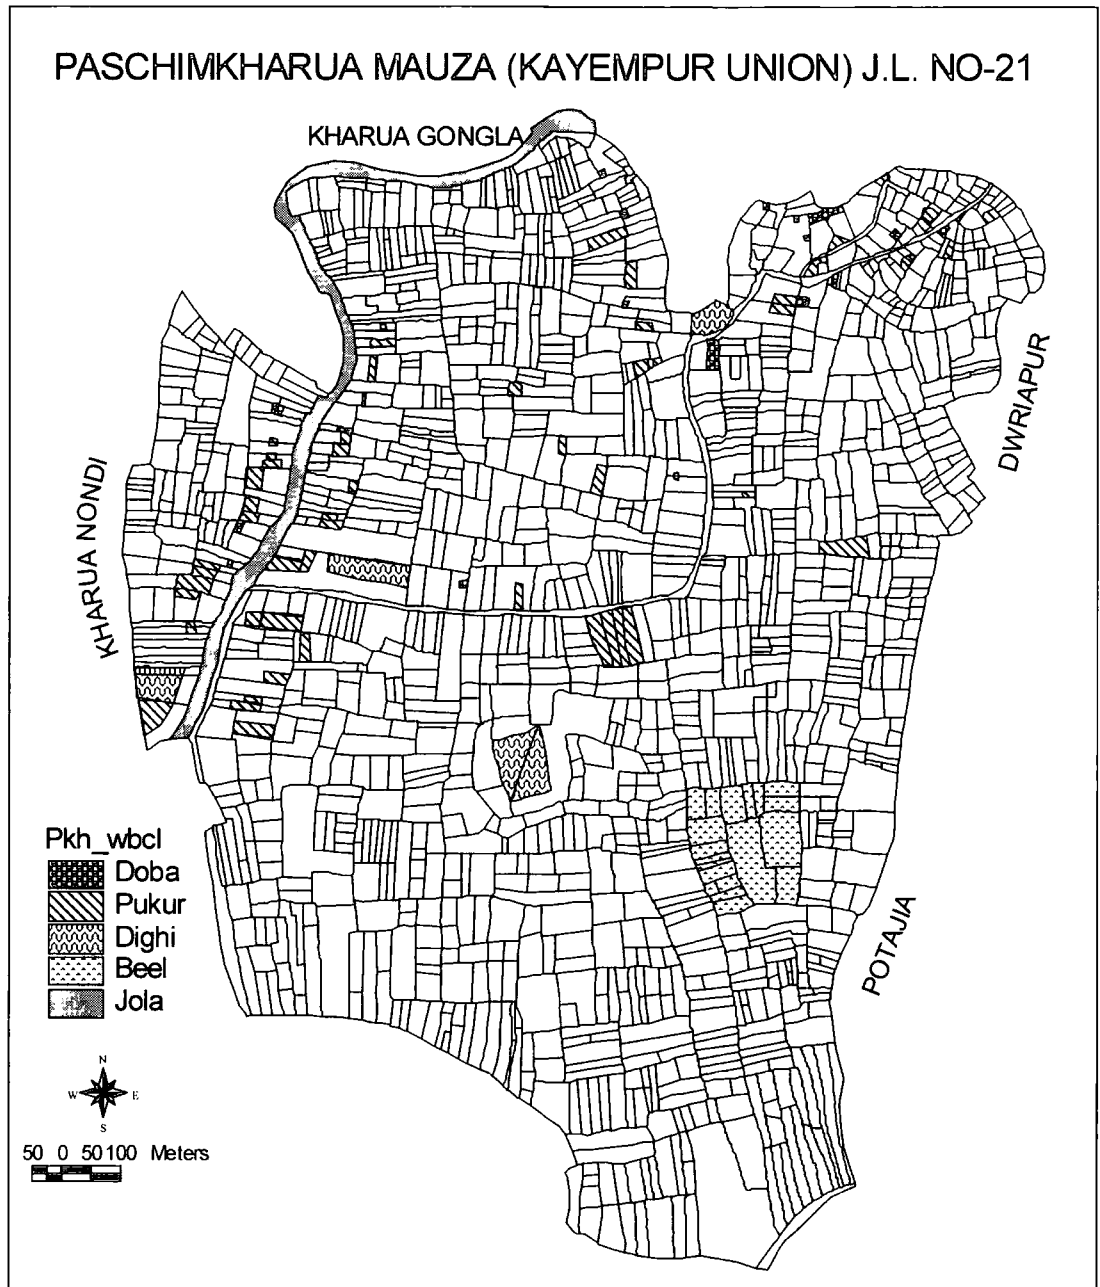 PASCHIMKHARUA MAUZA (KAYEMPUR UNION) J.L. NO-21
KHARUA GONGLA
DWRIAPUR
KHARUA NONDI
POTAJIA
Pkh_wbcl
Doba
Pukur
Dighi
Beel
Jola
N
W E
S
50 0 50 100 Meters